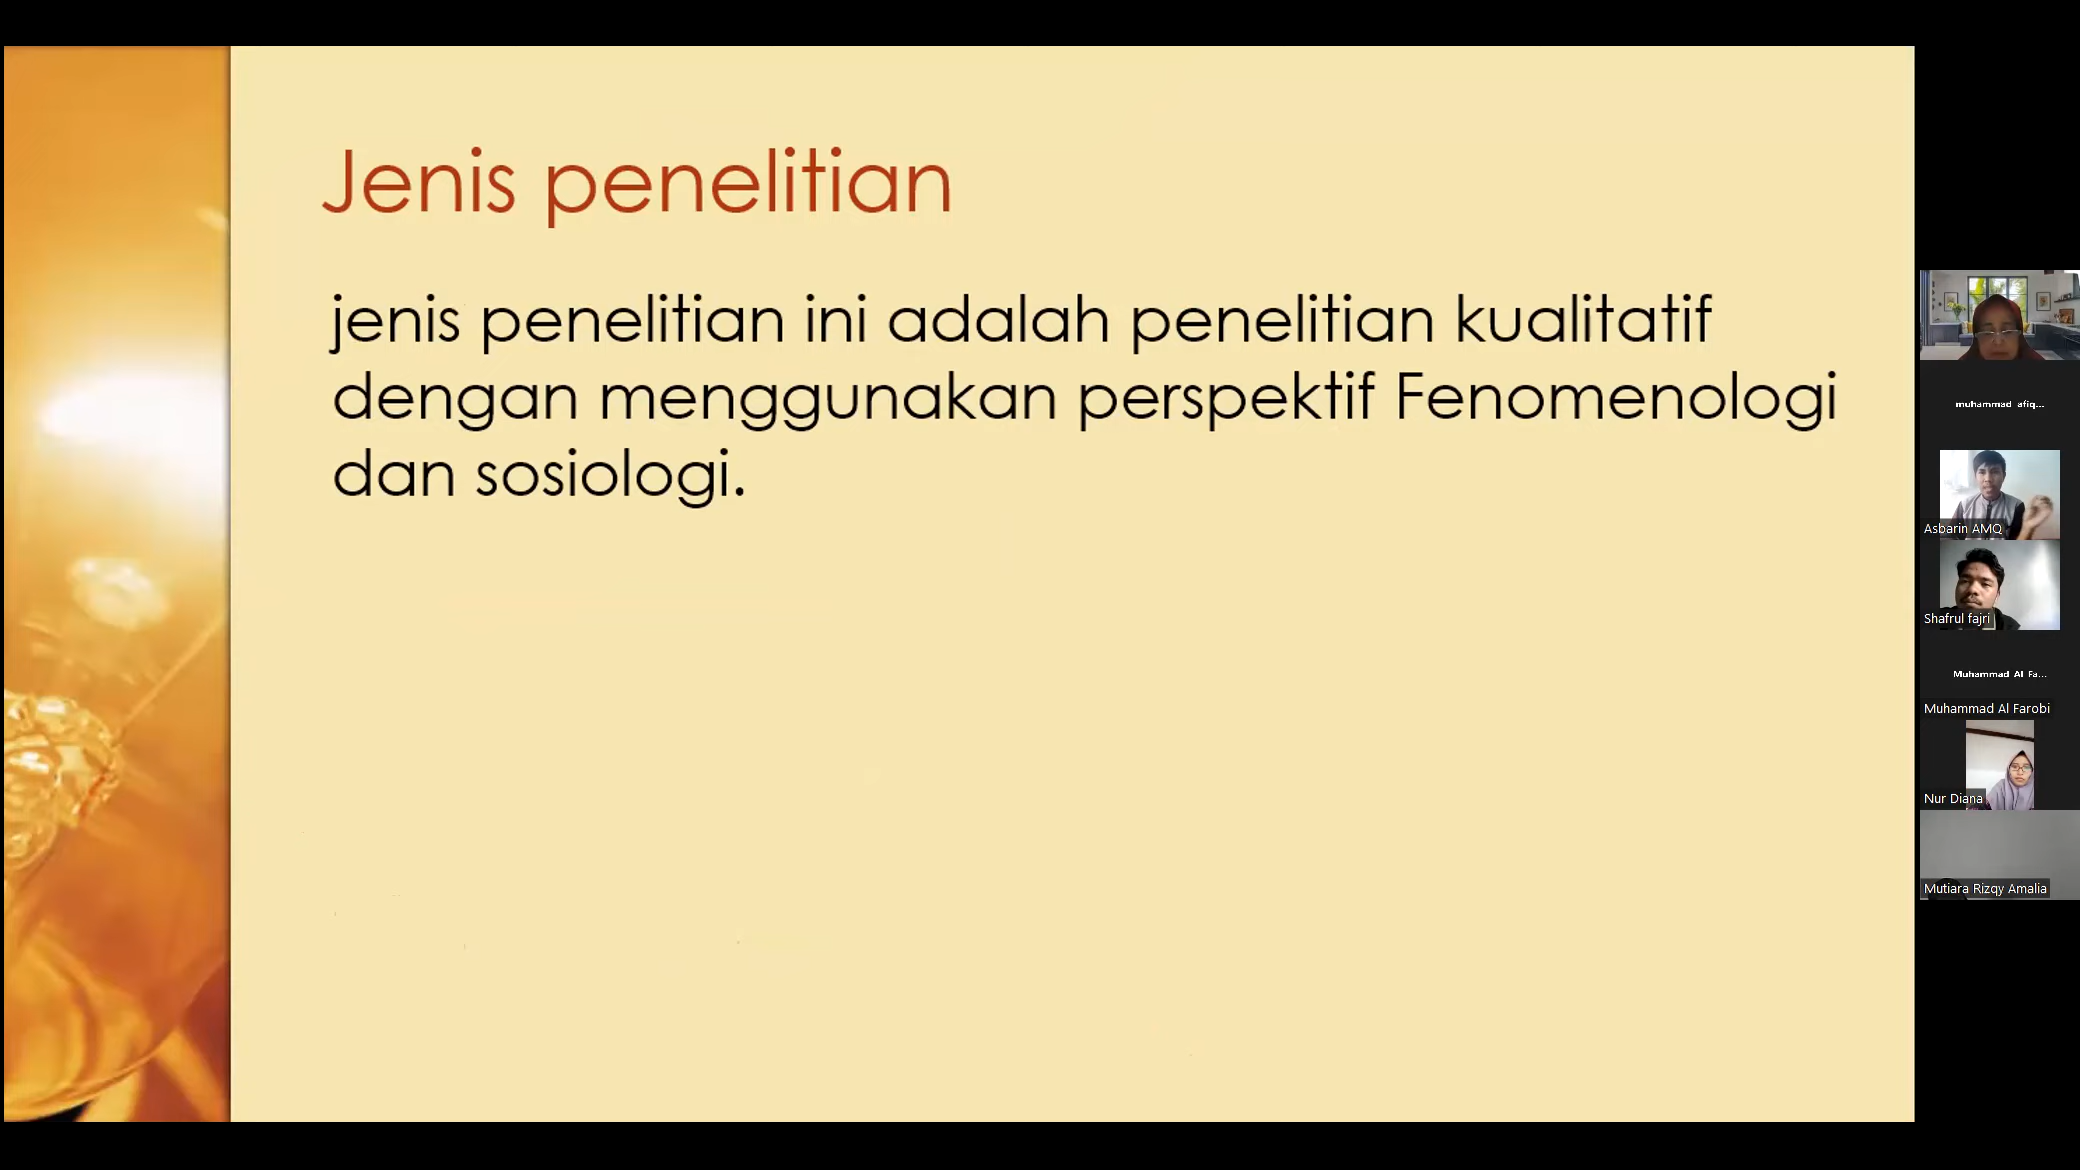 Jenis penelitian
jenis penelitian ini adalah penelitian kualitatif
dengan menggunakan perspektif Fenomenologi
dan sosiologi.
muhammad afiq...
Asbarin AMQ
Shafrul fajri
Muhammad Al Fa...
Muhammad Al Farobi
Nur Diana
Mutiara Rizqy Amalia